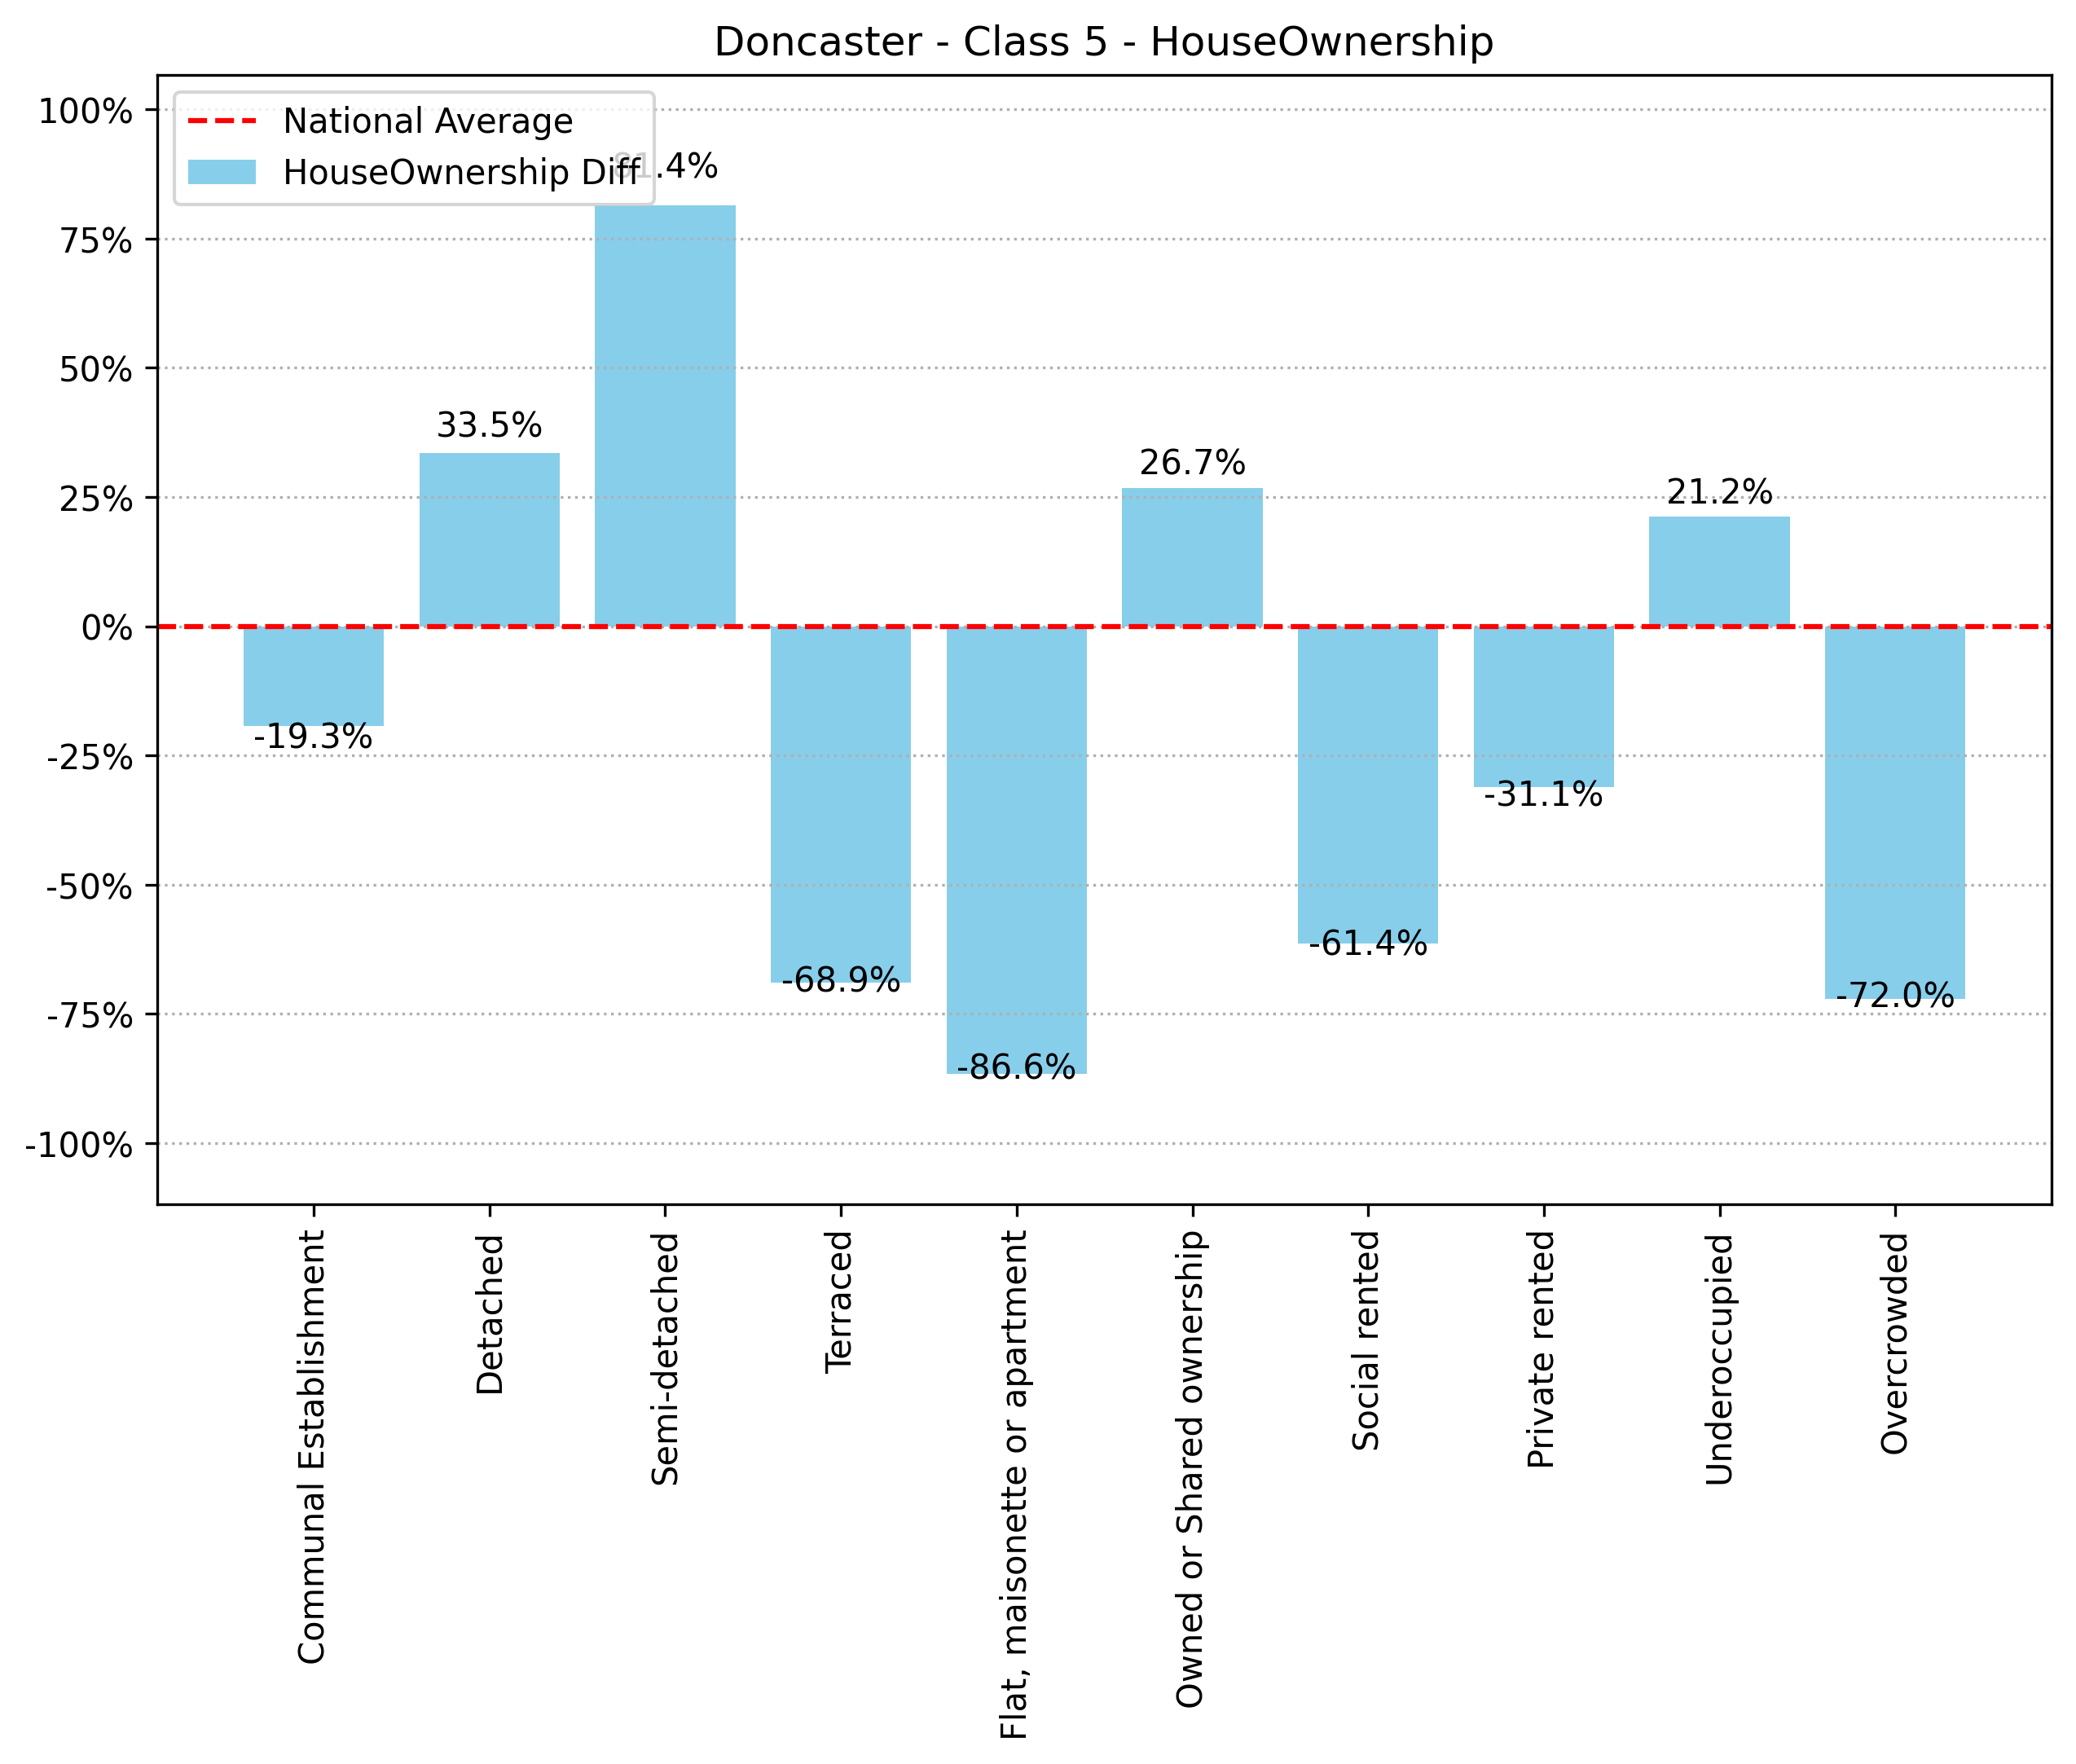 Doncaster - Class 5 - HouseOwnership
National Average
HouseOwnership Diff
100%
75%
50%
25%
0%
-25%
-50%
-75%
-100%
-19.3%
33.5%
81.4%
-68.9%
-86.6%
26.7%
-61.4%
-31.1%
21.2%
-72.0%
Communal Establishment
Detached
Semi-detached
Terraced
Flat, maisonette or apartment
Owned or Shared ownership
Social rented
Private rented
Underoccupied
Overcrowded